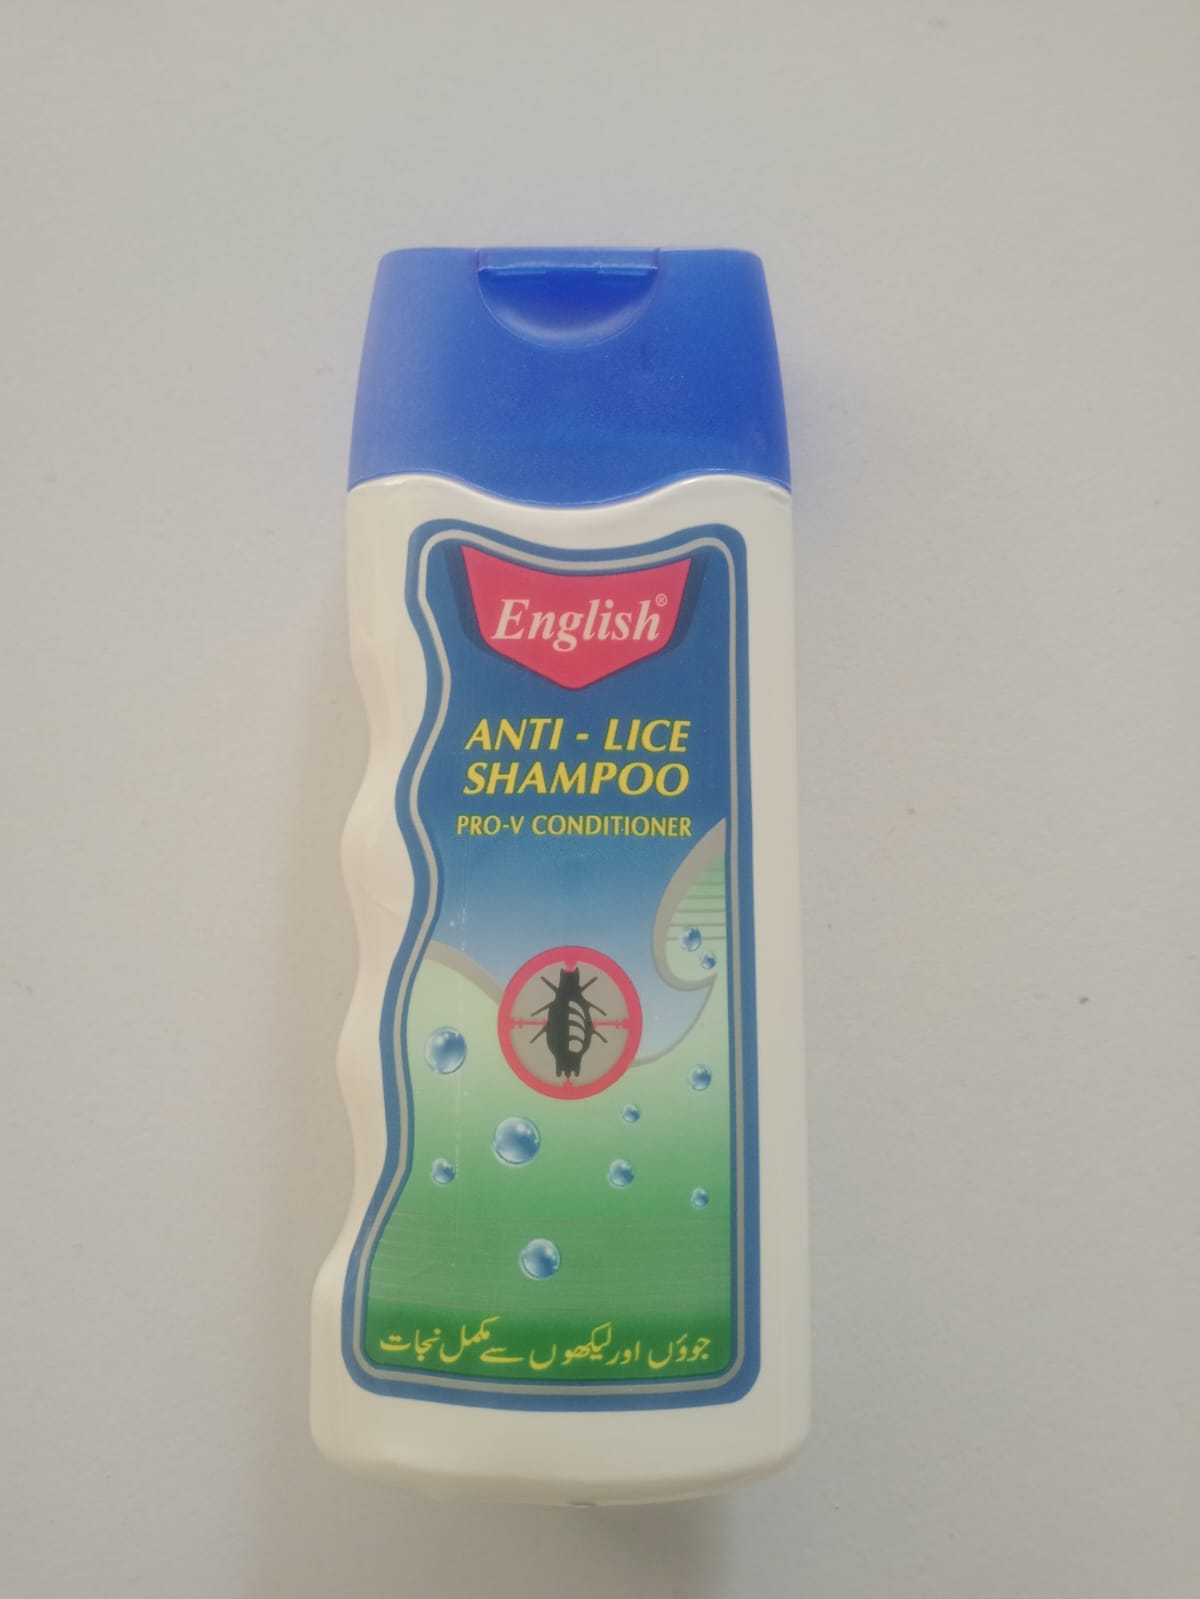 English®
ANTI - LICE
SHAMPOO
PRO-V CONDITIONER
جوؤں اور لیکھوں سے مکمل نجات